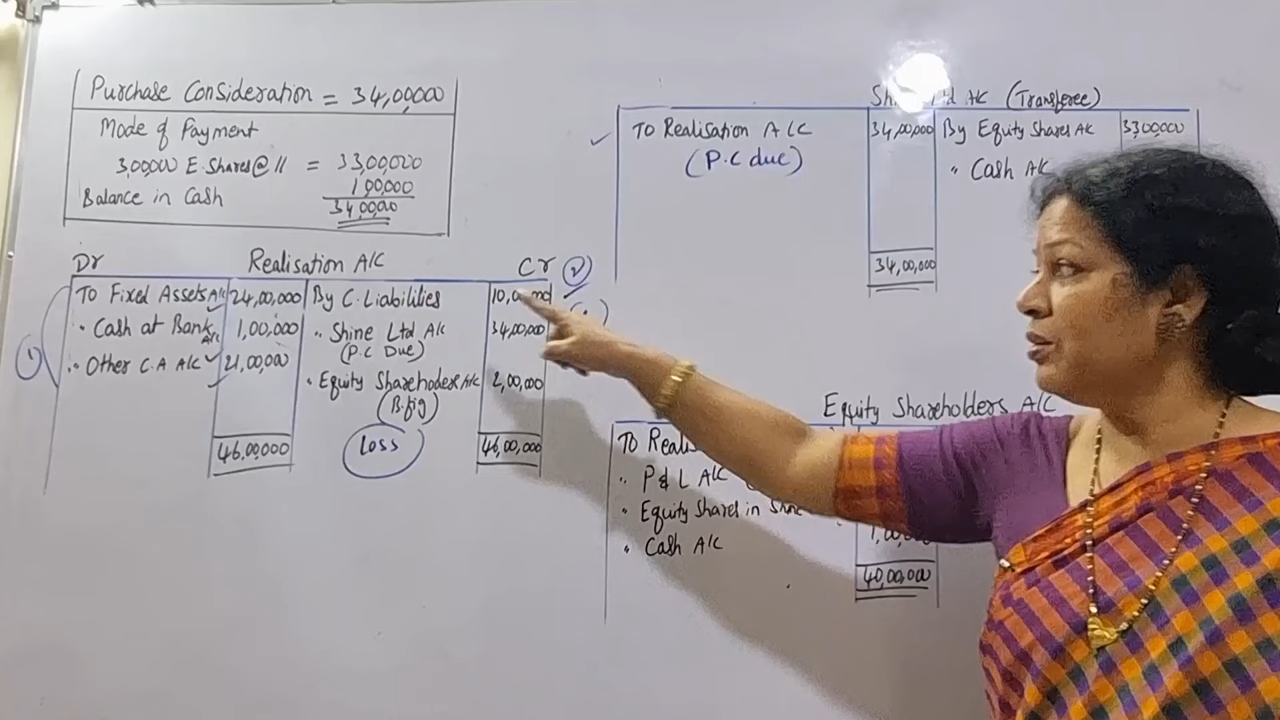 Purchase Consideration = 34,00,000
Mode of Payment
3,00,000 E. Shares @ 11 = 33,00,000
Balance in Cash 1,00,000
34,00,000
Dr Realisation A/C Cr
To Fixed Assets A/c 24,00,000 By C. Liabilities
" Cash at Bank A/c 1,00,000 " Shine Ltd A/c 34,00,000
(P.C Due)
" Other C.A A/C 21,00,000
" Equity Shareholders A/c 2,00,000
(B.fig)
46,00,000 Loss 46,00,000
1
2
Ltd A/C (Transferee)
To Realisation A/C 34,00,000 By Equity Shares A/c 33,00,000
(P.C due) " Cash A/c
34,00,000
Equity Shareholders A/C
To
" P & L A/C
" Equity Shares in Shine
1,00,000
" Cash A/C
40,00,000